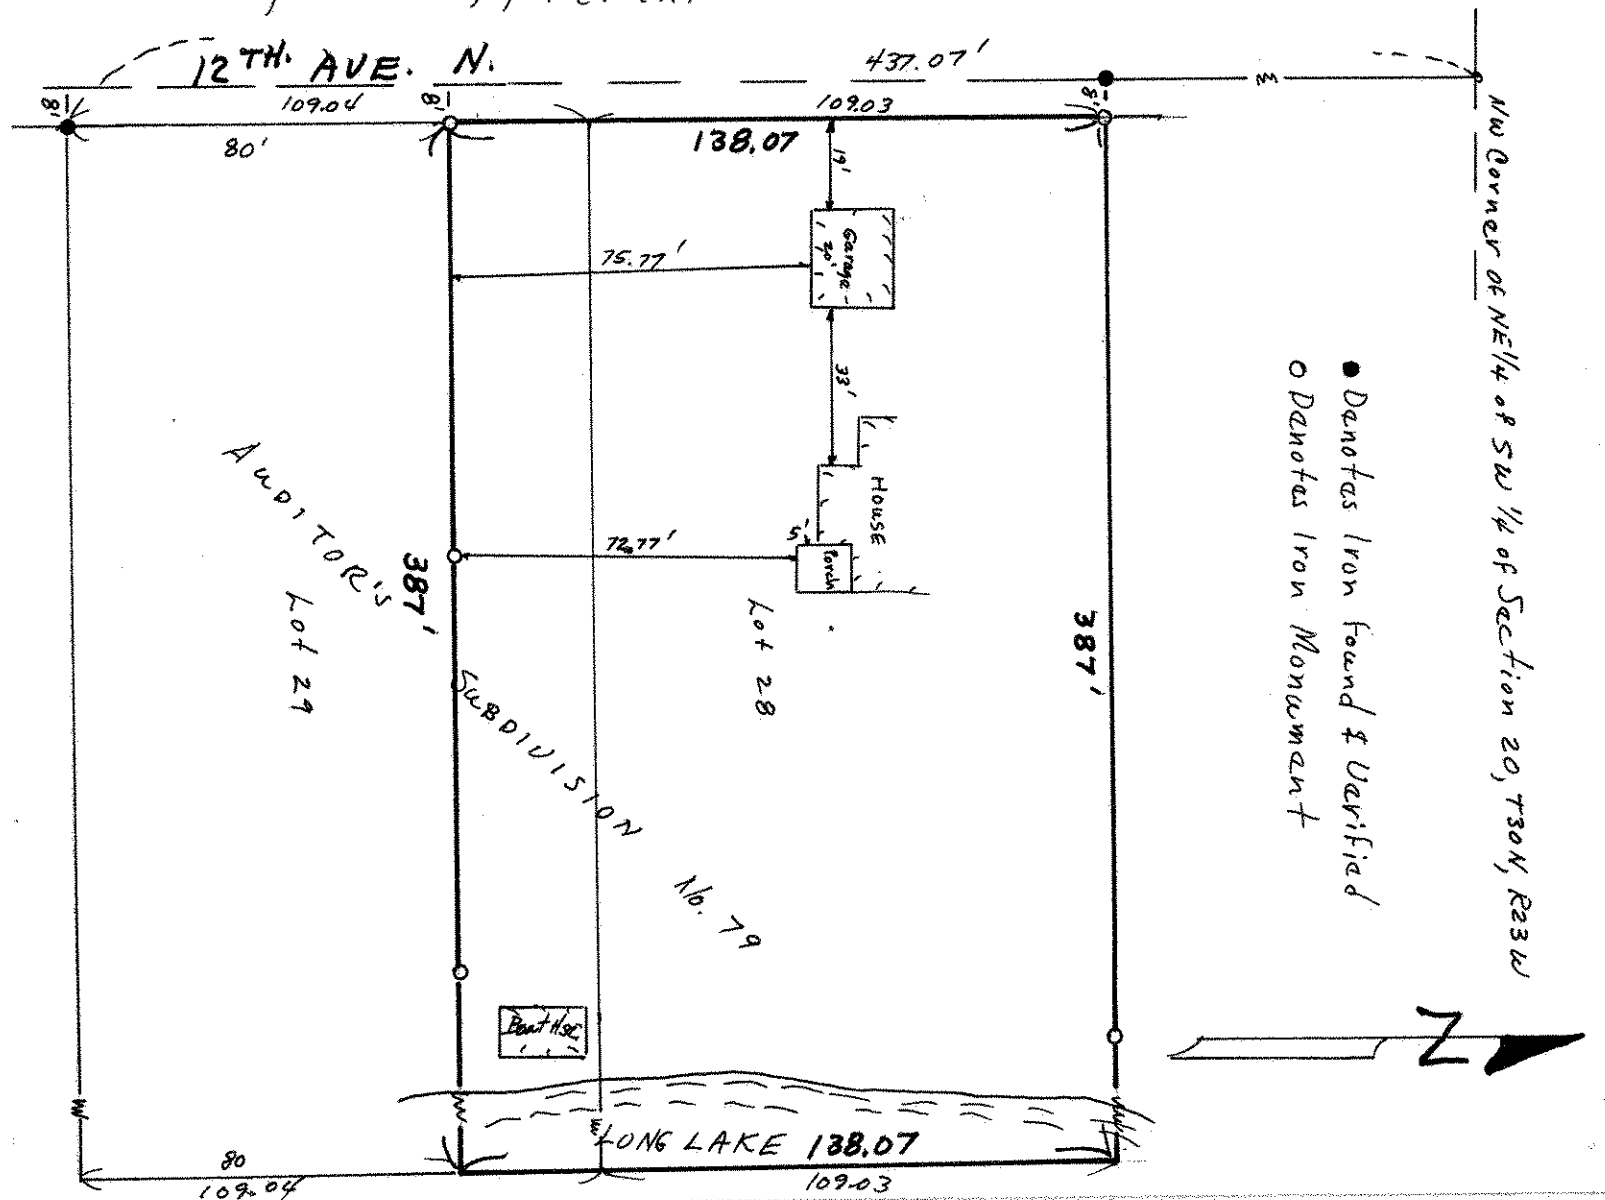 12TH. AVE. N.
437.07'
8'
109.04
8'
109.03
8'
80'
138.07
19'
Garage
20'
75.77'
33'
House
5'
Porch
72.77'
AUDITOR'S
SUBDIVISION
No. 79
387'
387'
Lot 29
Lot 28
Boat Hse
LONG LAKE
138.07
80
109.04
109.03
NW Corner of NE 1/4 of SW 1/4 of Section 20, T30N, R23W
● Denotes Iron found & Verified
○ Denotes Iron Monument
N